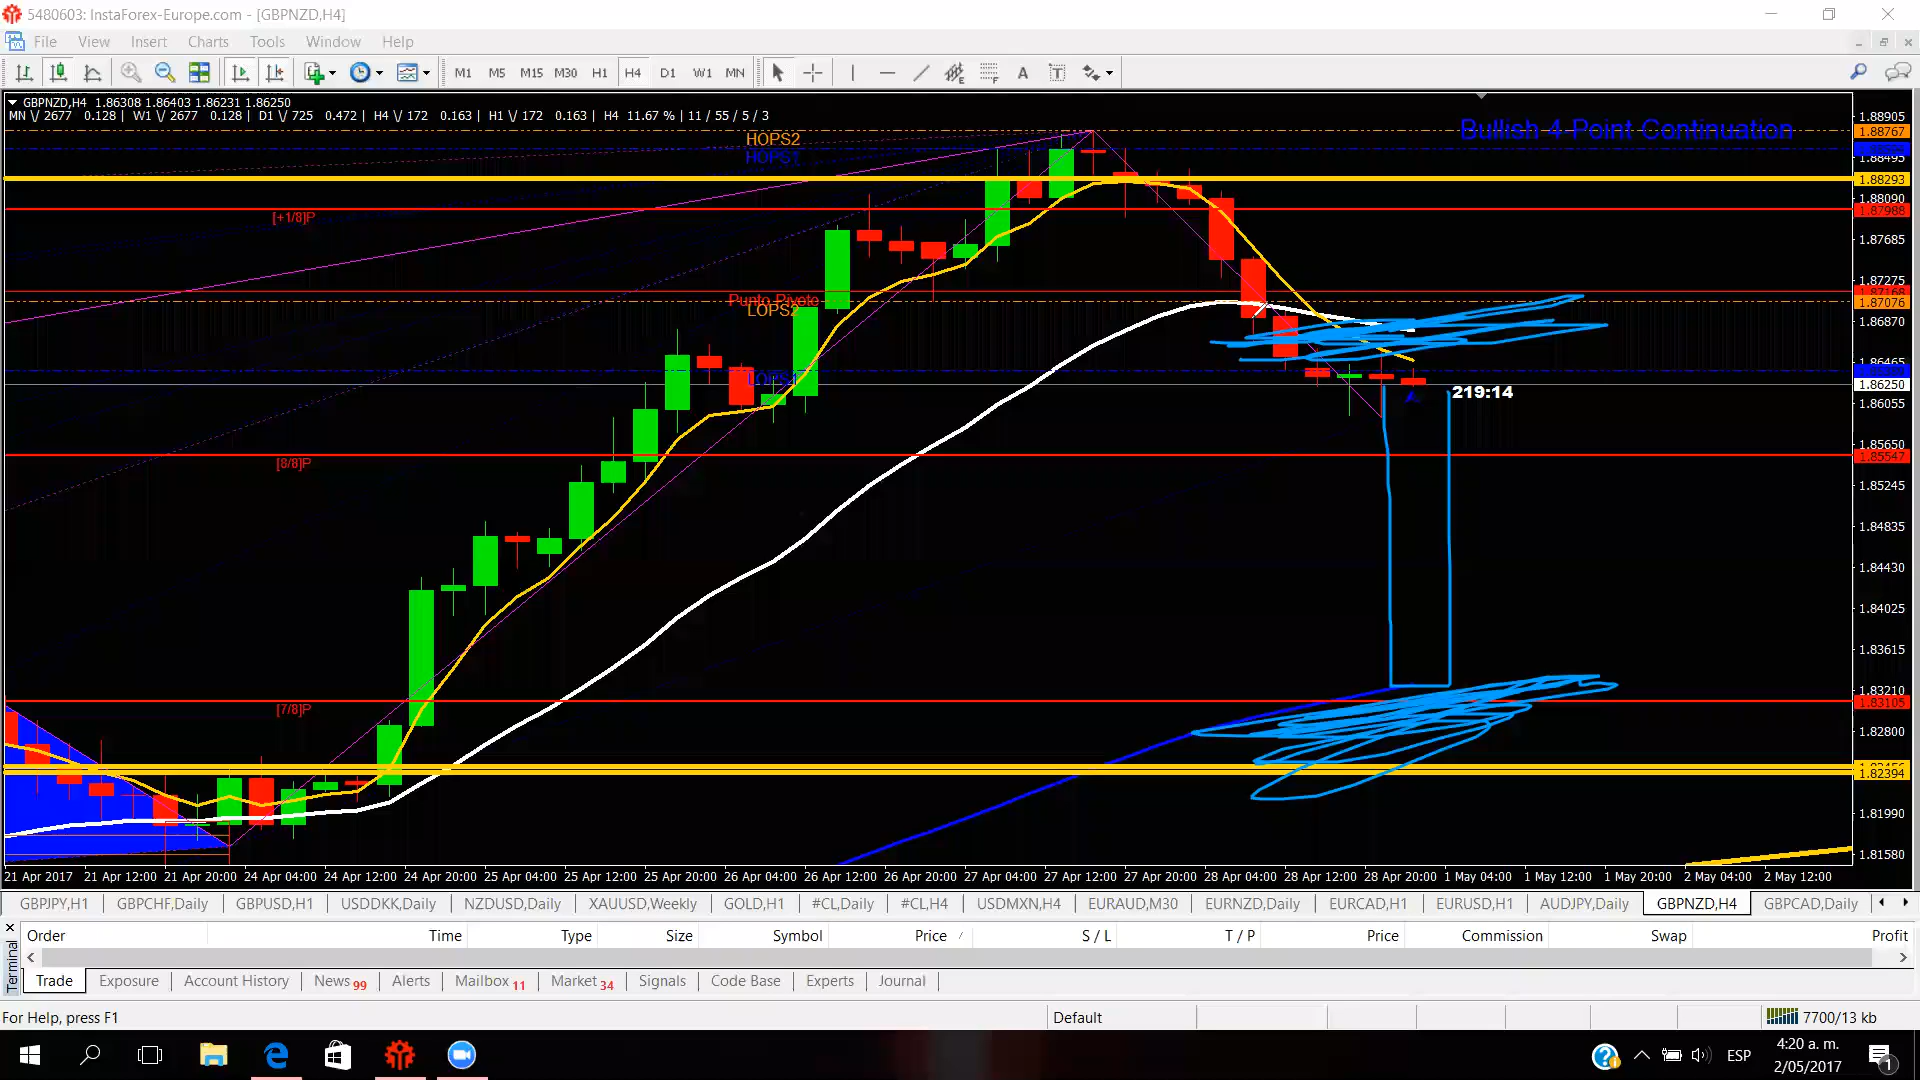 5480603: InstaForex-Europe.com - [GBPNZD,H4]
File View Insert Charts Tools Window Help
M1 M5 M15 M30 H1 H4 D1 W1 MN
GBPNZD,H4 1.86308 1.86403 1.86231 1.86250
MN \/ 2677 0.128 | W1 \/ 2677 0.128 | D1 \/ 725 0.472 | H4 \/ 172 0.163 | H1 \/ 172 0.163 | H4 11.67 % | 11 / 55 / 5 / 3
1.88905
Bullish 4-Point Continuation
1.88767
HOPS2
HOPS1
1.88495
1.88293
1.88090
1.87988
[+1/8]P
1.87685
1.87275
Punto Pivote
1.87076
LOPS2
1.86870
1.86465
LOPS1
1.86250
219:14
1.86055
1.85650
1.85547
[8/8]P
1.85245
1.84835
1.84430
1.84025
1.83615
1.83210
1.83105
[7/8]P
1.82800
1.82394
1.81990
1.81580
21 Apr 2017 21 Apr 12:00 21 Apr 20:00 24 Apr 04:00 24 Apr 12:00 24 Apr 20:00 25 Apr 04:00 25 Apr 12:00 25 Apr 20:00 26 Apr 04:00 26 Apr 12:00 26 Apr 20:00 27 Apr 04:00 27 Apr 12:00 27 Apr 20:00 28 Apr 04:00 28 Apr 12:00 28 Apr 20:00 1 May 04:00 1 May 12:00 1 May 20:00 2 May 04:00 2 May 12:00
GBPJPY,H1 GBPCHF,Daily GBPUSD,H1 USDDKK,Daily NZDUSD,Daily XAUUSD,Weekly GOLD,H1 #CL,Daily #CL,H4 USDMXN,H4 EURAUD,M30 EURNZD,Daily EURCAD,H1 EURUSD,H1 AUDJPY,Daily GBPNZD,H4 GBPCAD,Daily
Order Time Type Size Symbol Price / S / L T / P Price Commission Swap Profit
Terminal
Trade Exposure Account History News 99 Alerts Mailbox 11 Market 34 Signals Code Base Experts Journal
For Help, press F1 Default 7700/13 kb
ESP
4:20 a. m.
2/05/2017
1